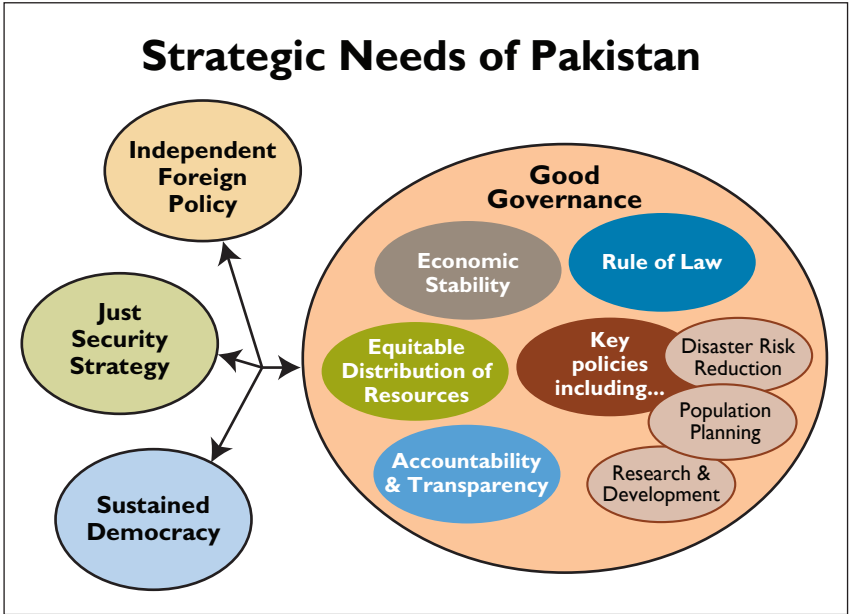 Strategic Needs of Pakistan
Independent
Foreign
Policy
Just
Security
Strategy
Sustained
Democracy
Good
Governance
Economic
Stability
Rule of Law
Equitable
Distribution of
Resources
Key
policies
including...
Disaster Risk
Reduction
Population
Planning
Research &
Development
Accountability
& Transparency